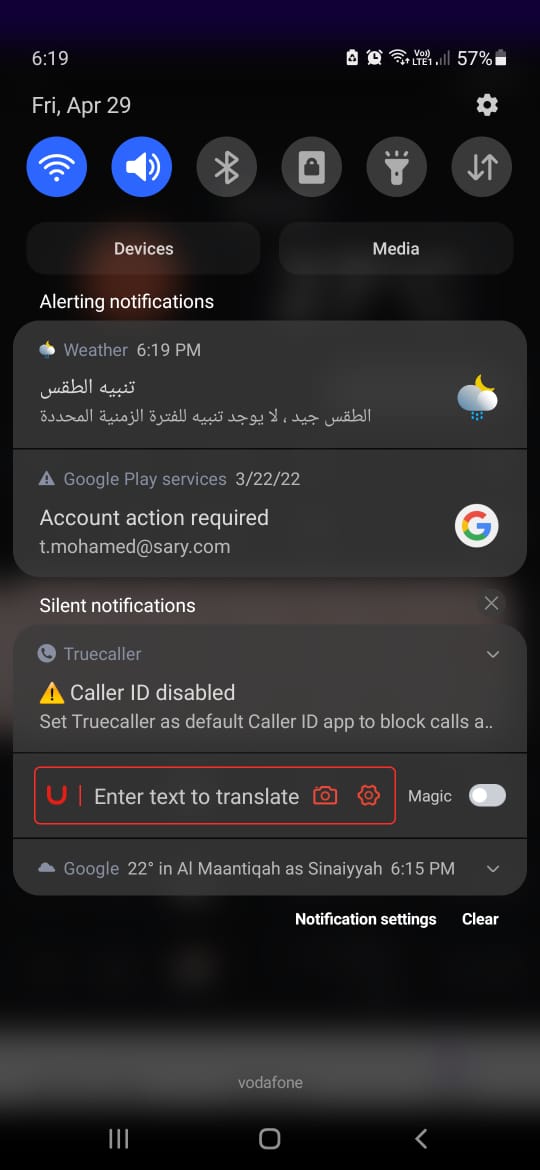 6:19
Vo))
LTE1
57%
Fri, Apr 29
Devices
Media
Alerting notifications
Weather 6:19 PM
تنبيه الطقس
الطقس جيد ، لا يوجد تنبيه للفترة الزمنية المحددة
Google Play services 3/22/22
Account action required
t.mohamed@sary.com
Silent notifications
Truecaller
Caller ID disabled
Set Truecaller as default Caller ID app to block calls a..
Enter text to translate
Magic
Google 22° in Al Maantiqah as Sinaiyyah 6:15 PM
Notification settings Clear
vodafone